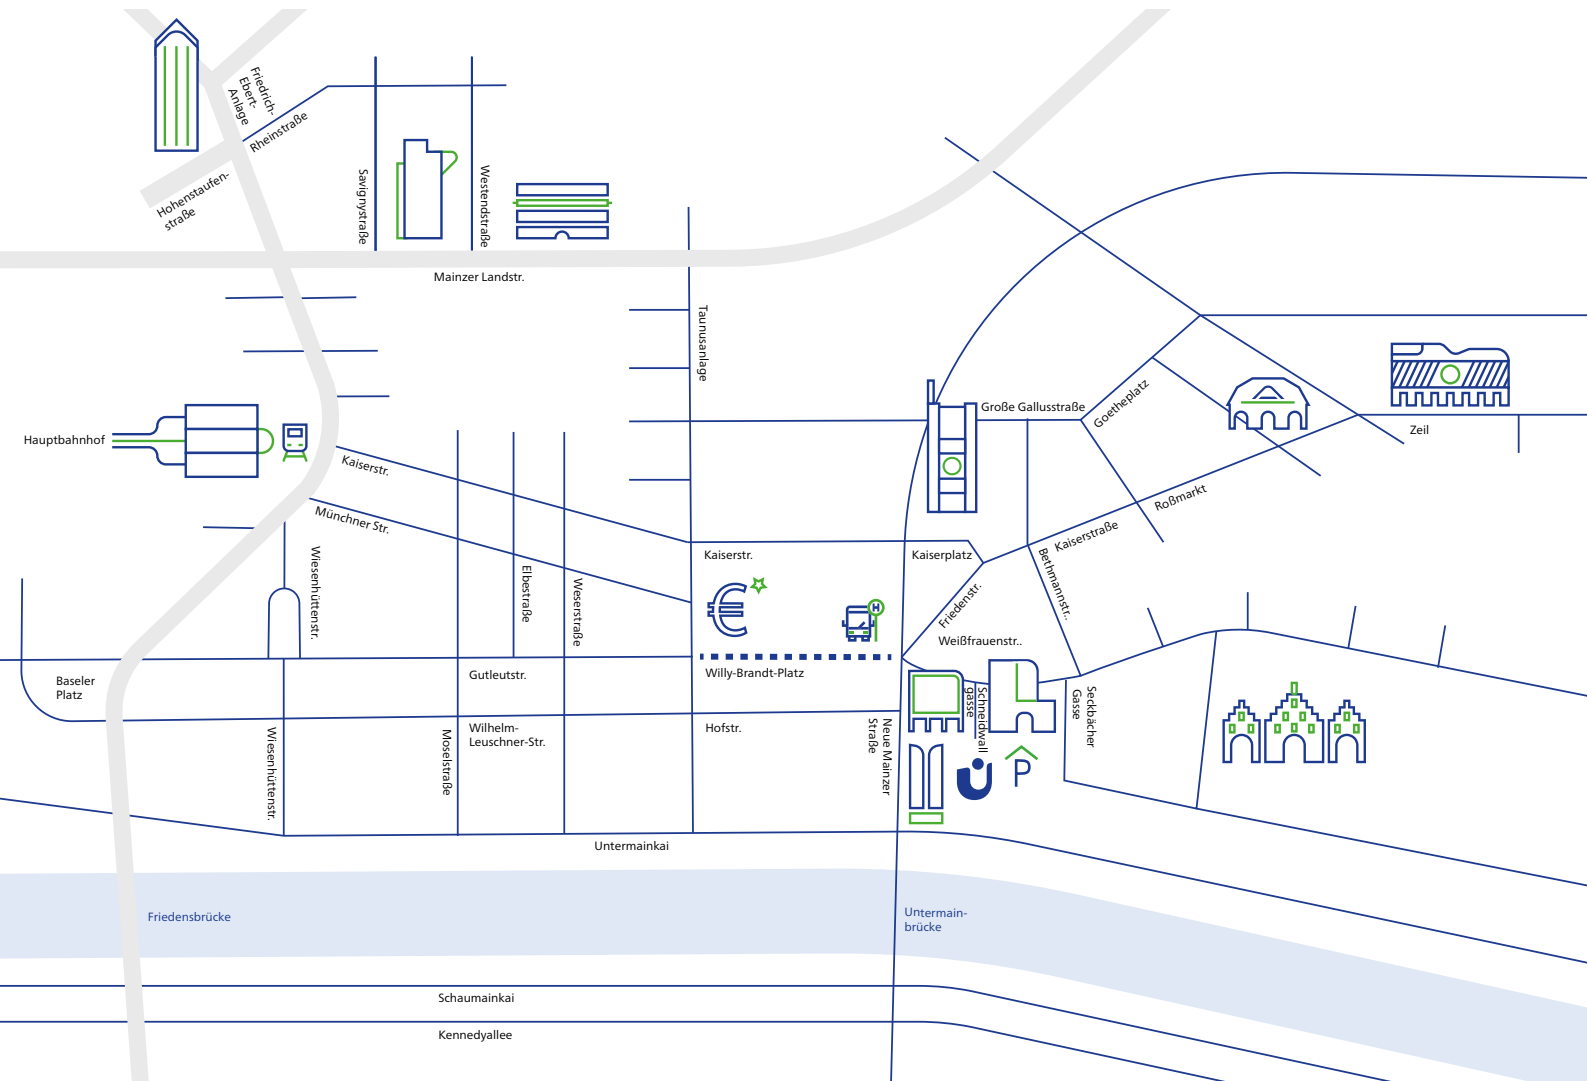 Friedrich-
Ebert-
Anlage
Rheinstraße
Hohenstaufen-
straße
Savignystraße
Westendstraße
Mainzer Landstr.
Taunusanlage
Große Gallusstraße
Goetheplatz
Zeil
Hauptbahnhof
Kaiserstr.
Münchner Str.
Roßmarkt
Kaiserstraße
Kaiserstr.
Kaiserplatz
Bethmannstr..
Wiesenhüttenstr.
Elbestraße
Weserstraße
€
H
Friedenstr.
Weißfrauenstr..
Baseler
Platz
Gutleutstr.
Willy-Brandt-Platz
Schneidwall
gasse
Seckbächer
Gasse
Wiesenhüttenstr.
Moselstraße
Wilhelm-
Leuschner-Str.
Hofstr.
Neue Mainzer
Straße
P
Untermainkai
Friedensbrücke
Untermain-
brücke
Schaumainkai
Kennedyallee